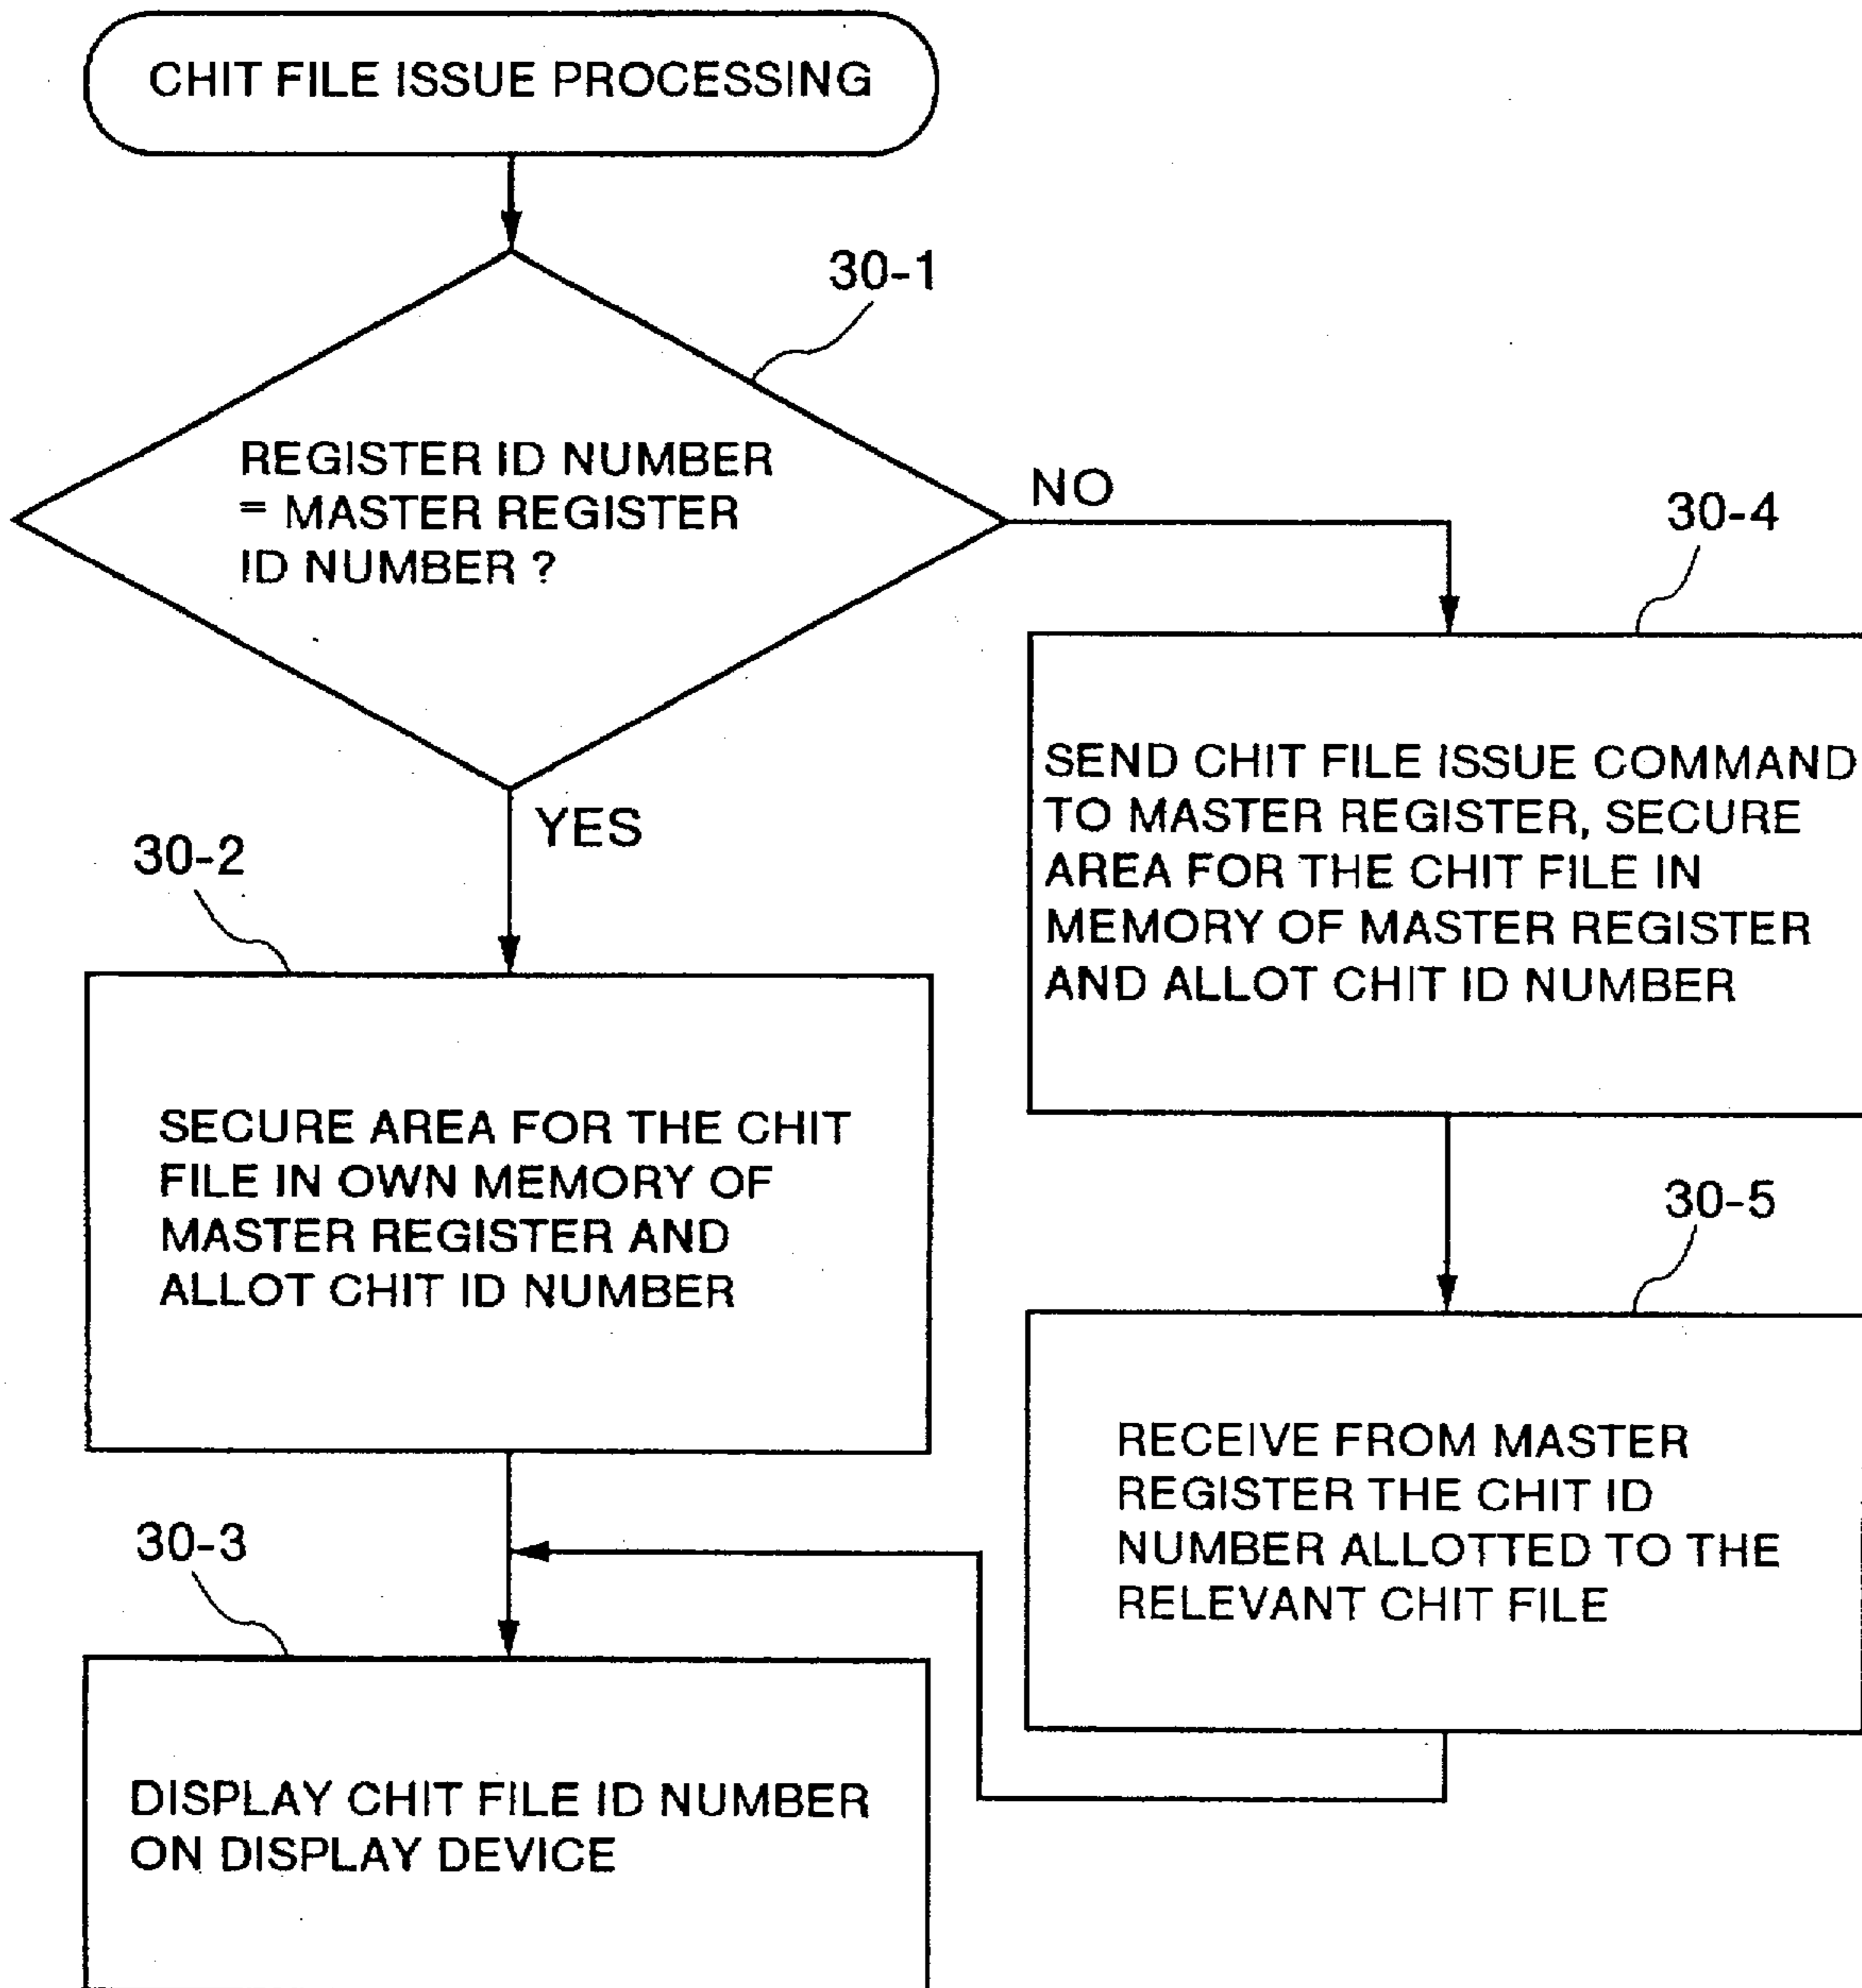 CHIT FILE ISSUE PROCESSING
30-1
REGISTER ID NUMBER
= MASTER REGISTER
ID NUMBER ?
NO
YES
30-2
SECURE AREA FOR THE CHIT
FILE IN OWN MEMORY OF
MASTER REGISTER AND
ALLOT CHIT ID NUMBER
30-3
DISPLAY CHIT FILE ID NUMBER
ON DISPLAY DEVICE
30-4
SEND CHIT FILE ISSUE COMMAND
TO MASTER REGISTER, SECURE
AREA FOR THE CHIT FILE IN
MEMORY OF MASTER REGISTER
AND ALLOT CHIT ID NUMBER
30-5
RECEIVE FROM MASTER
REGISTER THE CHIT ID
NUMBER ALLOTTED TO THE
RELEVANT CHIT FILE